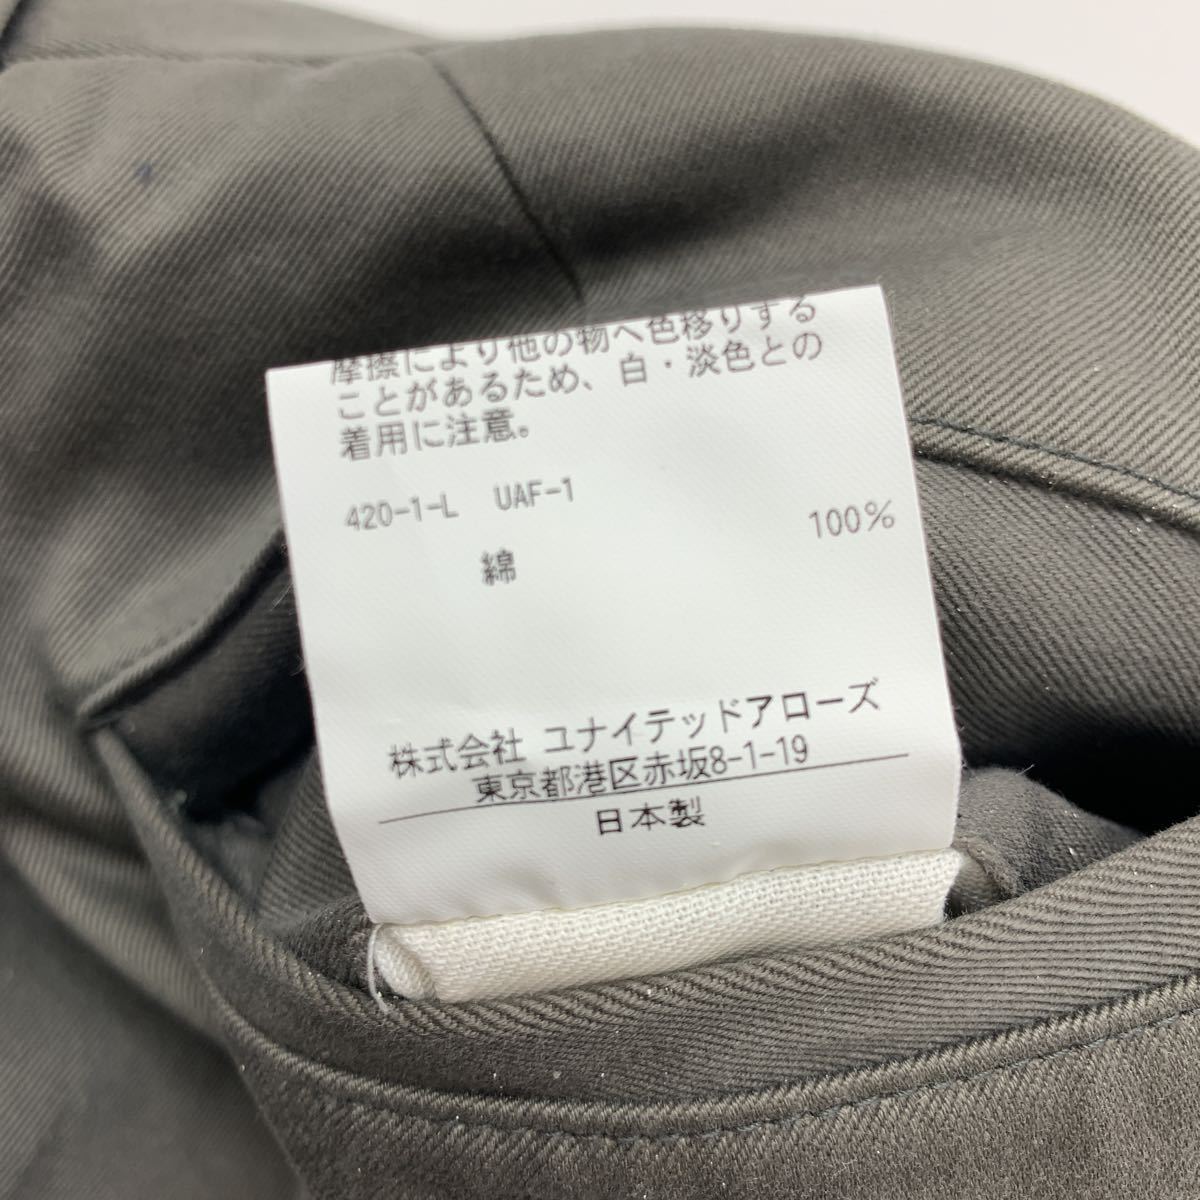 摩擦により他の物へ色移りする
ことがあるため、白・淡色との
着用に注意。
420-1-L UAF-1
綿 100%
株式会社 ユナイテッドアローズ
東京都港区赤坂8-1-19
日本製